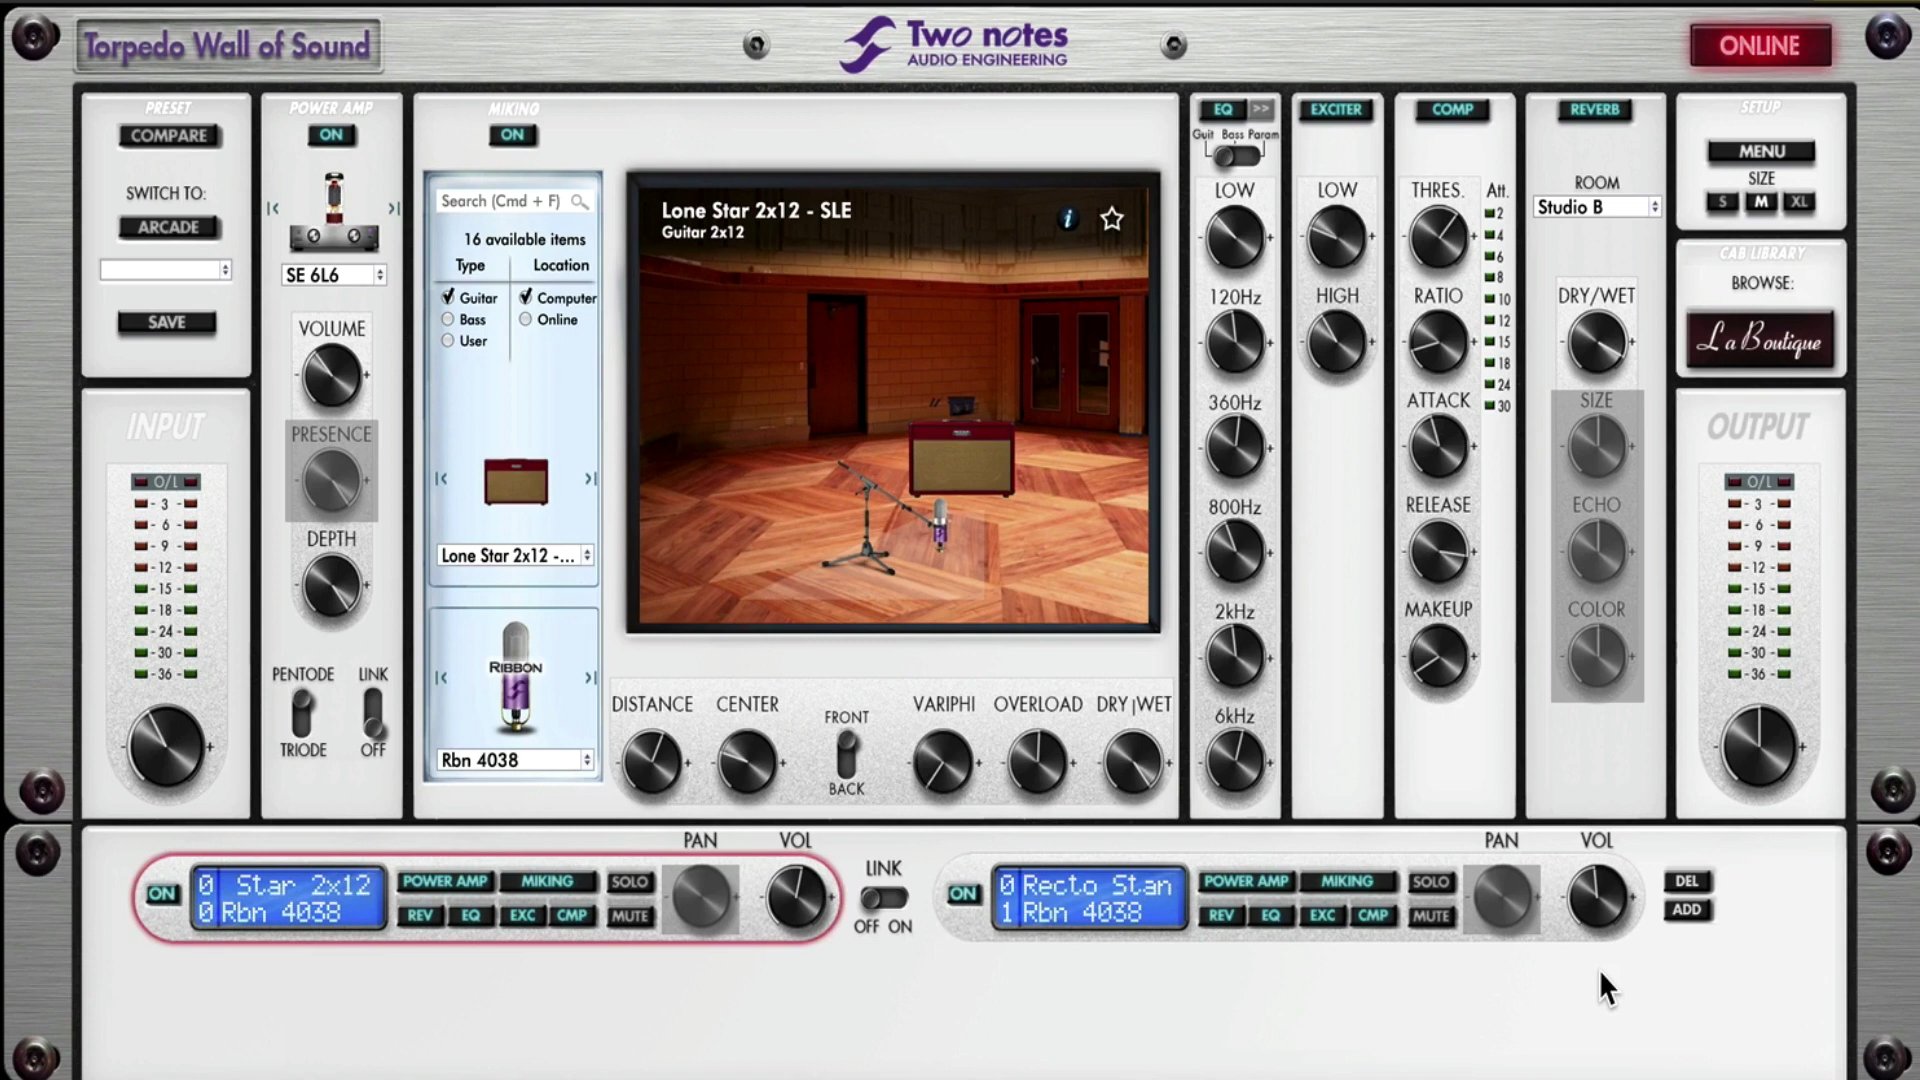 Torpedo Wall of Sound
Two notes
AUDIO ENGINEERING
ONLINE
PRESET
COMPARE
SWITCH TO:
ARCADE
SAVE
INPUT
O/L
- 3 -
- 6 -
- 9 -
- 12 -
- 15 -
- 18 -
- 24 -
- 30 -
- 36 -
- +
POWER AMP
ON
SE 6L6
VOLUME
- +
PRESENCE
- +
DEPTH
- +
PENTODE LINK
TRIODE OFF
MIKING
ON
Search (Cmd + F)
16 available items
Type Location
Guitar Computer
Bass Online
User
Lone Star 2x12 -...
RIBBON
Rbn 4038
Lone Star 2x12 - SLE
Guitar 2x12
i
DISTANCE CENTER FRONT BACK VARIPHI OVERLOAD DRY|WET
EQ >>
Guit Bass Param
LOW
120Hz
360Hz
800Hz
2kHz
6kHz
EXCITER
LOW
HIGH
COMP
THRES. Att.
RATIO
ATTACK
RELEASE
MAKEUP
2
4
6
8
10
12
15
18
24
30
REVERB
ROOM
Studio B
DRY/WET
SIZE
ECHO
COLOR
SETUP
MENU
SIZE
S M XL
CAB LIBRARY
BROWSE:
La Boutique
OUTPUT
O/L
- 3 -
- 6 -
- 9 -
- 12 -
- 15 -
- 18 -
- 24 -
- 30 -
- 36 -
- +
PAN VOL
ON
0 Star 2x12
0 Rbn 4038
POWER AMP MIKING SOLO
REV EQ EXC CMP MUTE
LINK
OFF ON
PAN VOL
ON
0 Recto Stan
1 Rbn 4038
POWER AMP MIKING SOLO
REV EQ EXC CMP MUTE
DEL
ADD